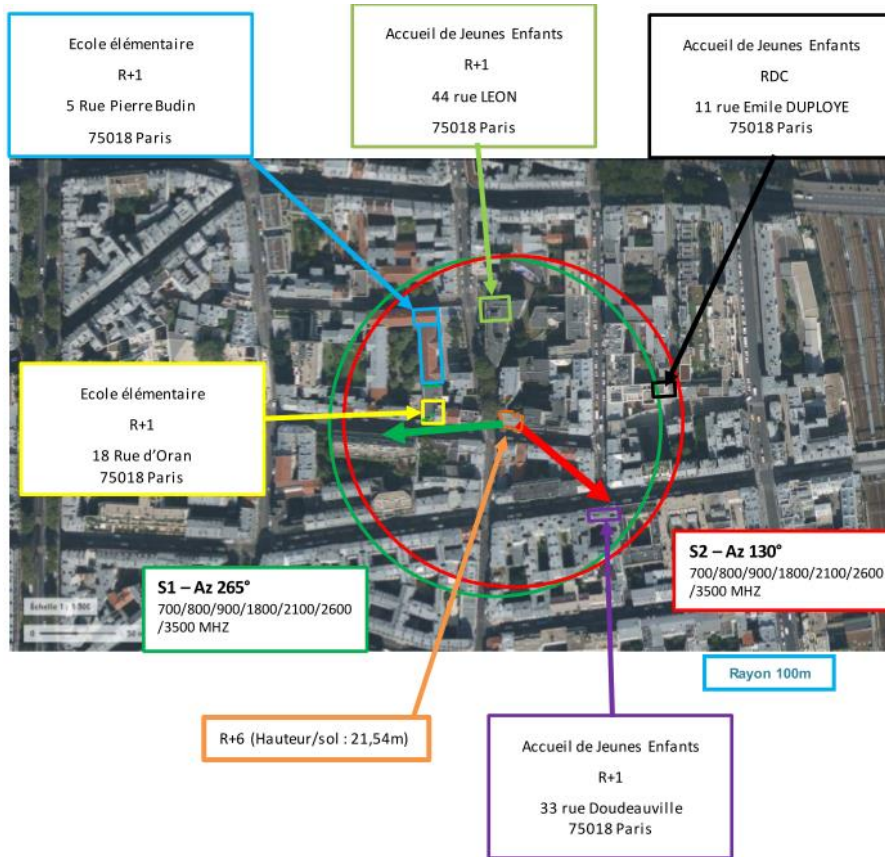 Ecole élémentaire
R+1
5 Rue Pierre Budin
75018 Paris
Accueil de Jeunes Enfants
R+1
44 rue LEON
75018 Paris
Accueil de Jeunes Enfants
RDC
11 rue Emile DUPLOYE
75018 Paris
Ecole élémentaire
R+1
18 Rue d'Oran
75018 Paris
S1 – Az 265°
700/800/900/1800/2100/2600
/3500 MHZ
S2 – Az 130°
700/800/900/1800/2100/2600
/3500 MHZ
0
Rayon 100m
R+6 (Hauteur/sol : 21,54m)
Accueil de Jeunes Enfants
R+1
33 rue Doudeauville
75018 Paris